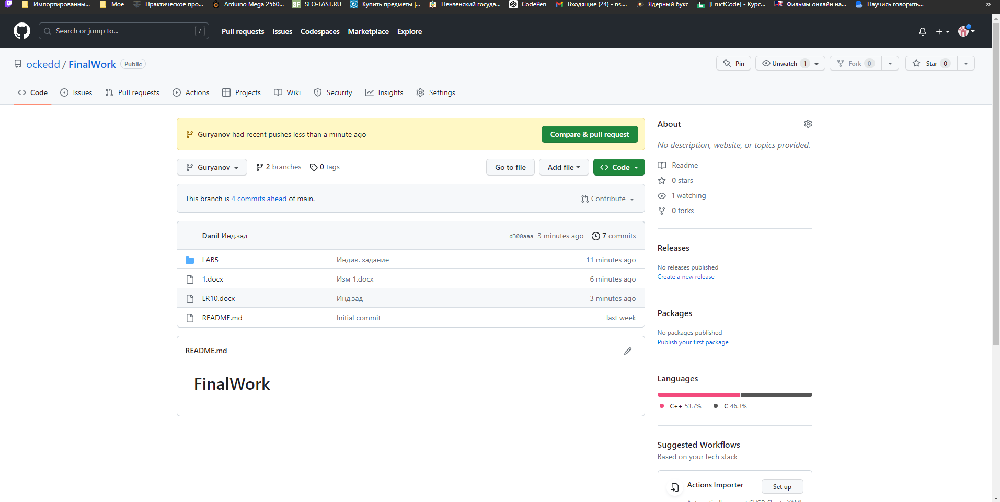 Импортированны... Мое Практическое про... Arduino Mega 2560... SF SEO-FAST.RU Купить предметы |... Пензенский госуда... CodePen Входящие (24) - ns.... Ядерный букс [FructCode] - Курс... Фильмы онлайн на... Научись говорить... »
Search or jump to... / Pull requests Issues Codespaces Marketplace Explore
ockedd / FinalWork Public Pin Unwatch 1 Fork 0 Star 0
Code Issues Pull requests Actions Projects Wiki Security Insights Settings
Guryanov had recent pushes less than a minute ago Compare & pull request
Guryanov 2 branches 0 tags Go to file Add file Code
This branch is 4 commits ahead of main. Contribute
Danil Инд.зад d300aaa 3 minutes ago 7 commits
LAB5 Индив. задание 11 minutes ago
1.docx Изм 1.docx 6 minutes ago
LR10.docx Инд.зад 3 minutes ago
README.md Initial commit last week
README.md
FinalWork
About
No description, website, or topics provided.
Readme
0 stars
1 watching
0 forks
Releases
No releases published
Create a new release
Packages
No packages published
Publish your first package
Languages
C++ 53.7% C 46.3%
Suggested Workflows
Based on your tech stack
Actions Importer Set up